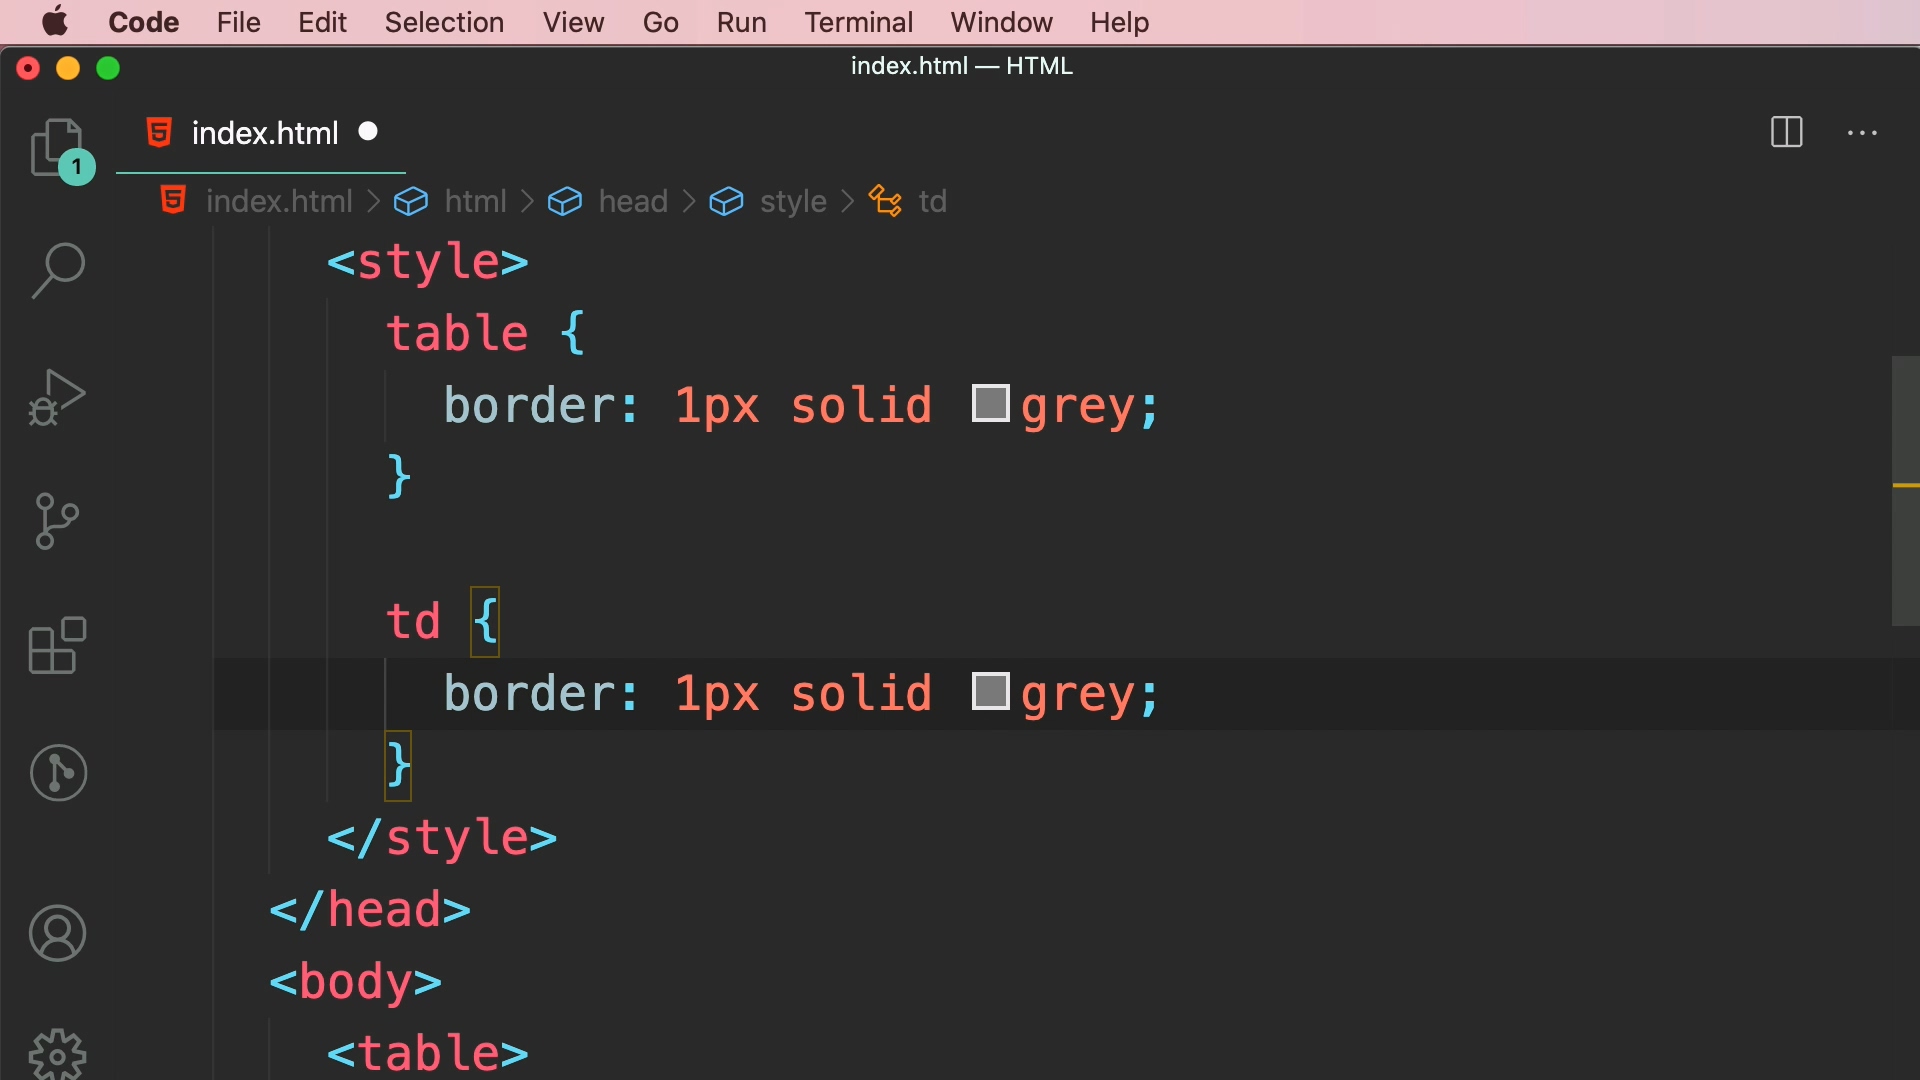 Code File Edit Selection View Go Run Terminal Window Help
index.html — HTML
index.html
1
index.html > html > head > style > td
<style>
table {
border: 1px solid grey;
}
td {
border: 1px solid grey;
}
</style>
</head>
<body>
<table>